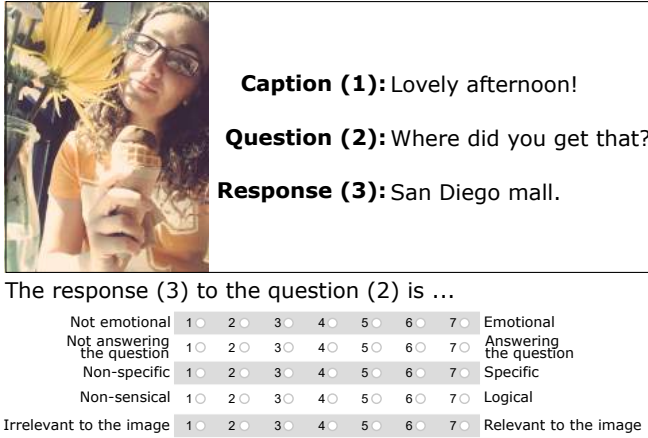 Caption (1): Lovely afternoon!
Question (2): Where did you get that?
Response (3): San Diego mall.
The response (3) to the question (2) is ...
Not emotional 1 2 3 4 5 6 7 Emotional
Not answering
the question 1 2 3 4 5 6 7 Answering
the question
Non-specific 1 2 3 4 5 6 7 Specific
Non-sensical 1 2 3 4 5 6 7 Logical
Irrelevant to the image 1 2 3 4 5 6 7 Relevant to the image